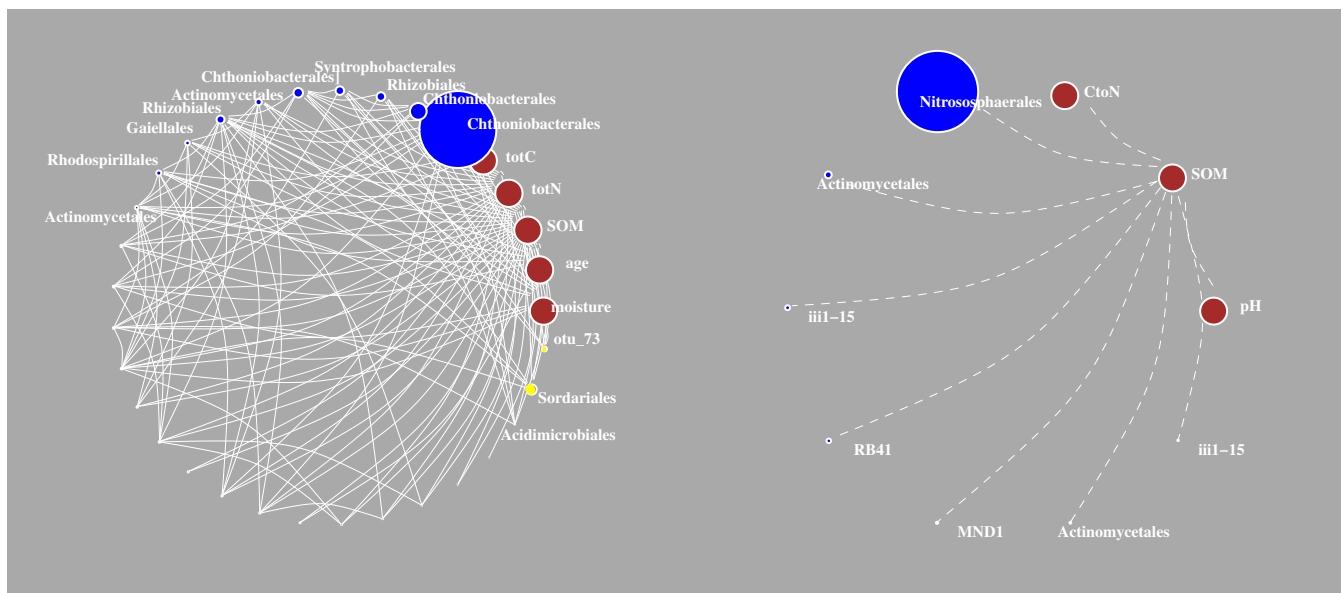 Syntrophobacterales
Chthoniobacterales
Rhizobiales
Actinomycetales
Chthoniobacterales
Rhizobiales
Chthoniobacterales
Gaiellales
Rhodospirillales
totC
totN
Actinomycetales
SOM
age
moisture
otu_73
Sordariales
Acidimicrobiales
Nitrososphaerales
CtoN
SOM
Actinomycetales
pH
iii1-15
RB41
iii1-15
MND1
Actinomycetales